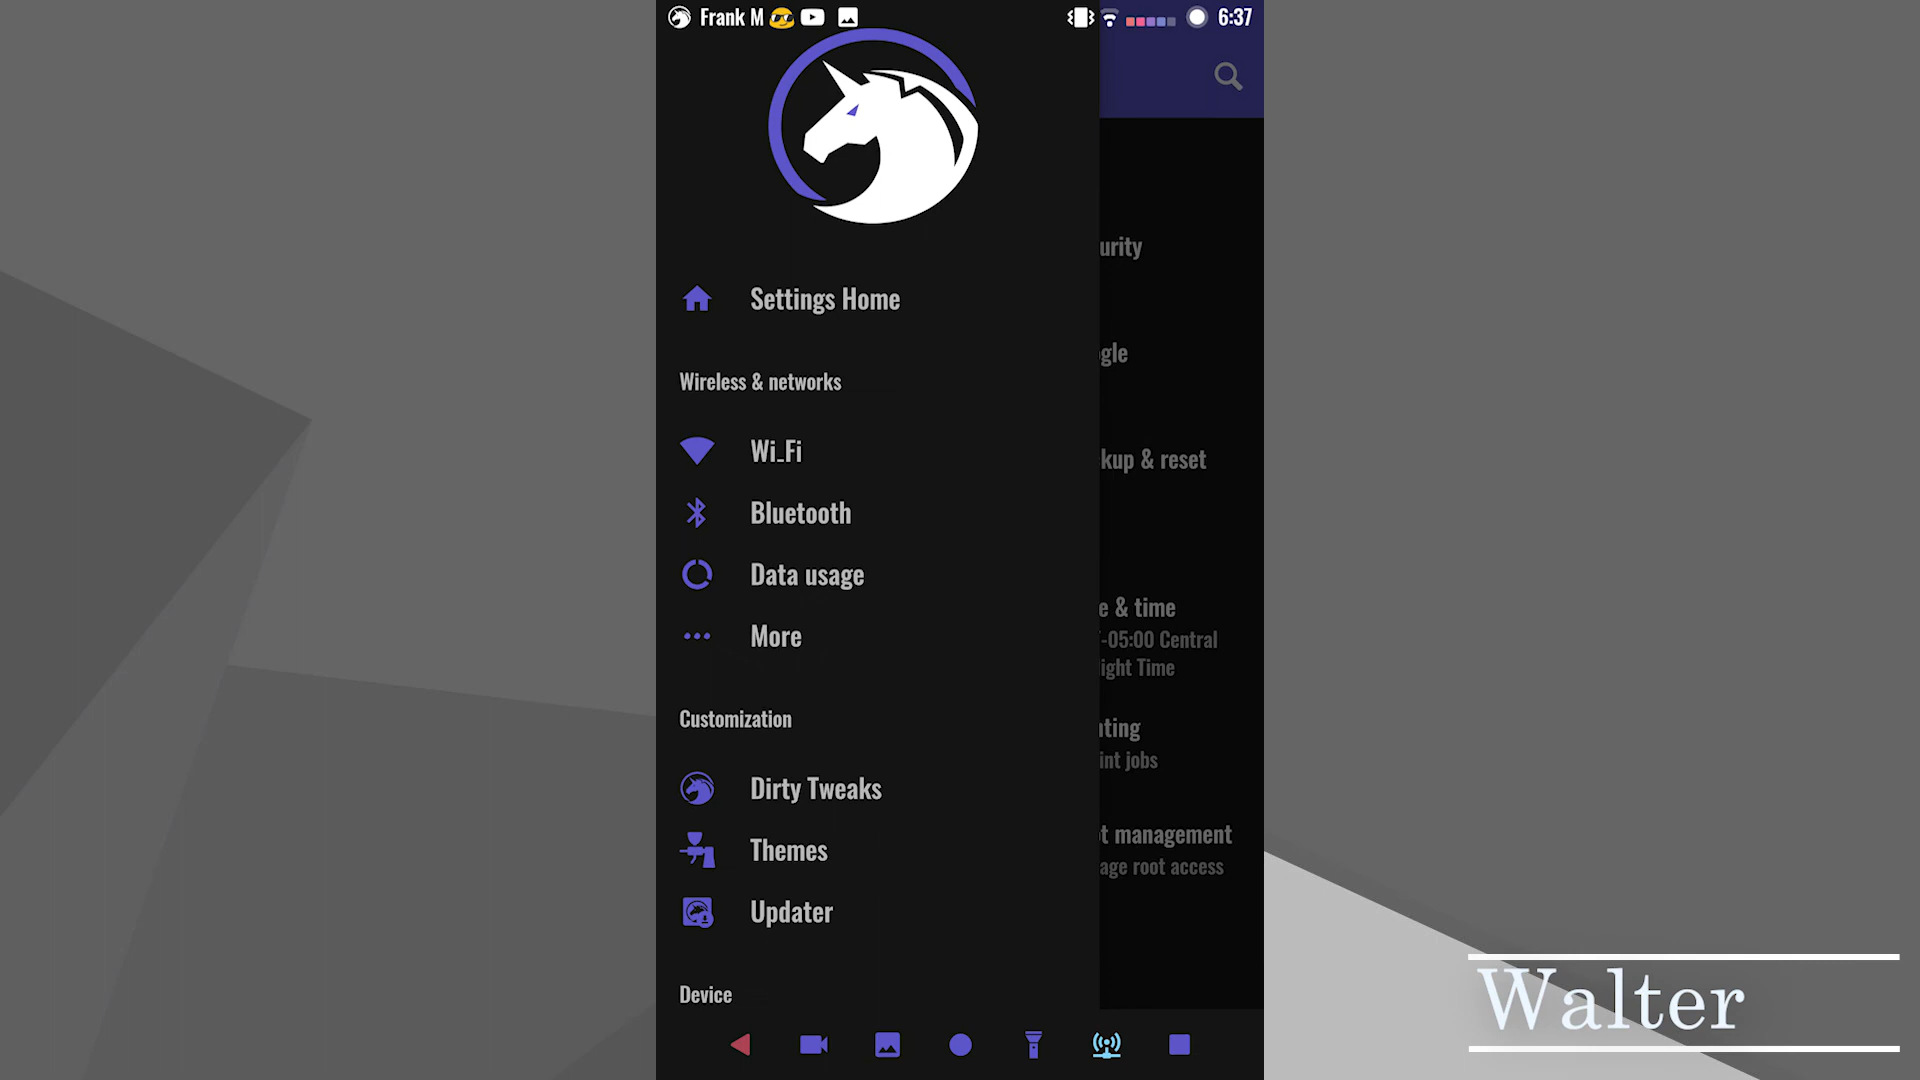 Frank M 😎
6:37
Settings Home
Wireless & networks
Wi_Fi
Bluetooth
Data usage
More
Customization
Dirty Tweaks
Themes
Updater
Device
urity
gle
kup & reset
e & time
-05:00 Central
ight Time
nting
int jobs
t management
age root access
Walter